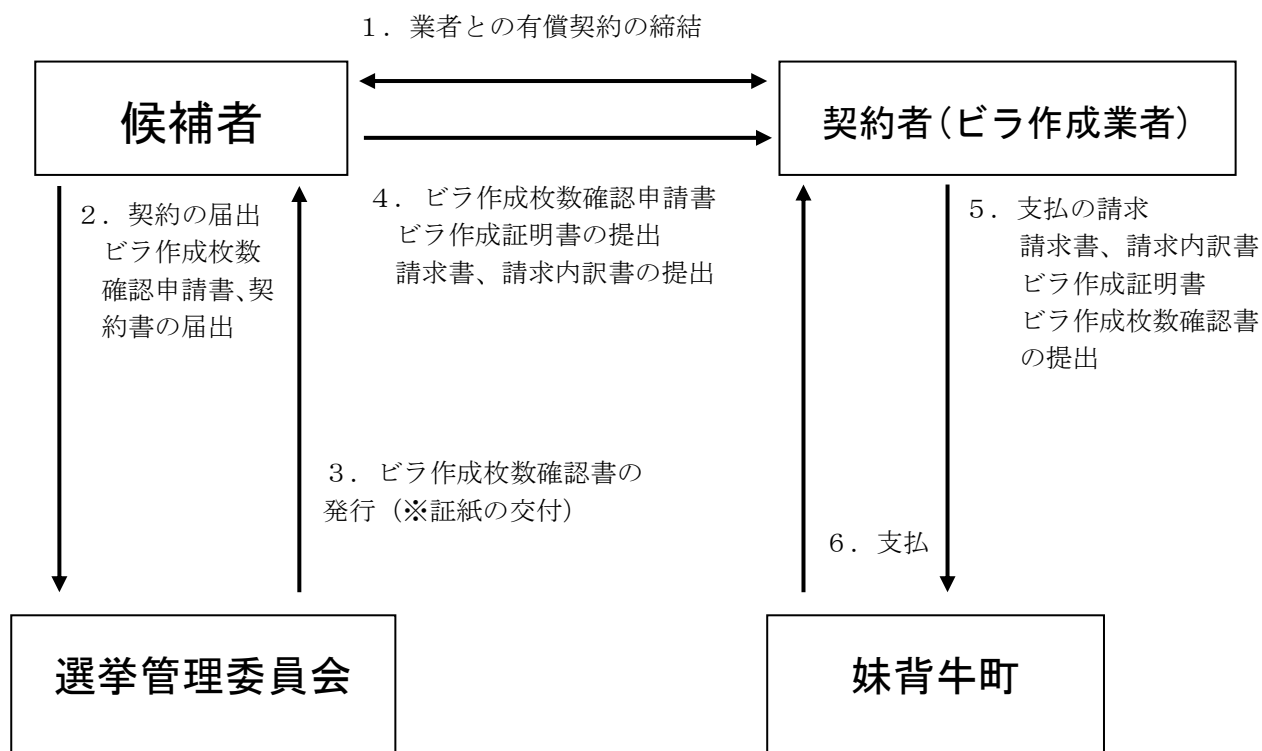 １．業者との有償契約の締結
候補者
契約者（ビラ作成業者）
２．契約の届出
ビラ作成枚数
確認申請書、契
約書の届出
４．ビラ作成枚数確認申請書
ビラ作成証明書の提出
請求書、請求内訳書の提出
５．支払の請求
請求書、請求内訳書
ビラ作成証明書
ビラ作成枚数確認書
の提出
３．ビラ作成枚数確認書の
発行（※証紙の交付）
６．支払
選挙管理委員会
妹背牛町